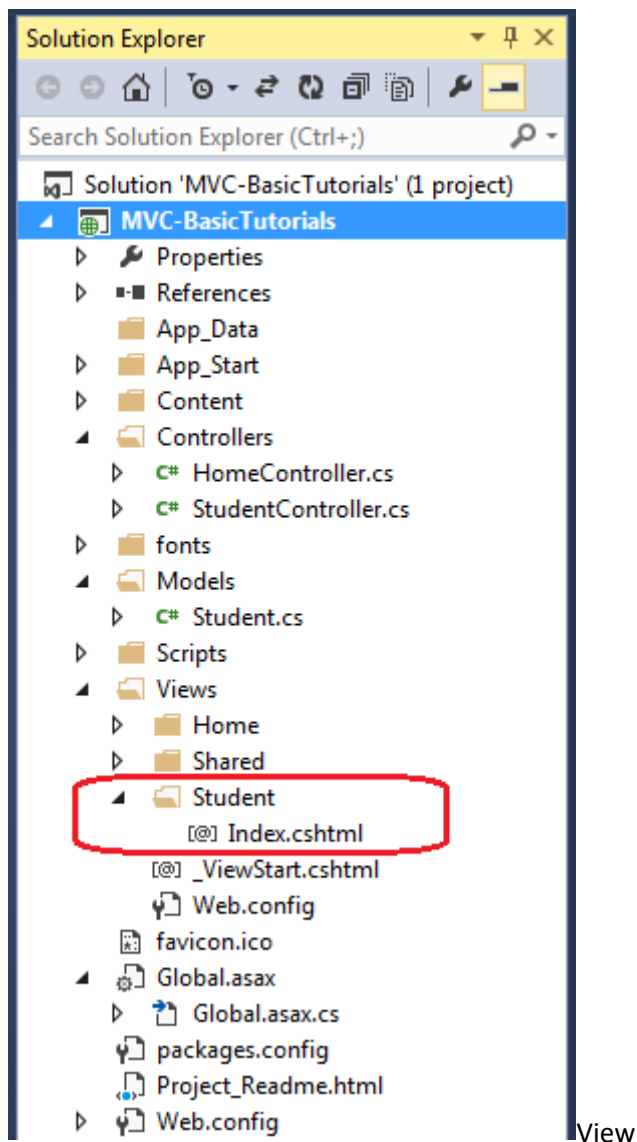 Solution Explorer
Search Solution Explorer (Ctrl+;)
Solution 'MVC-BasicTutorials' (1 project)
MVC-BasicTutorials
Properties
References
App_Data
App_Start
Content
Controllers
C# HomeController.cs
C# StudentController.cs
fonts
Models
C# Student.cs
Scripts
Views
Home
Shared
Student
[@] Index.cshtml
[@] _ViewStart.cshtml
Web.config
favicon.ico
Global.asax
Global.asax.cs
packages.config
Project_Readme.html
Web.config
View